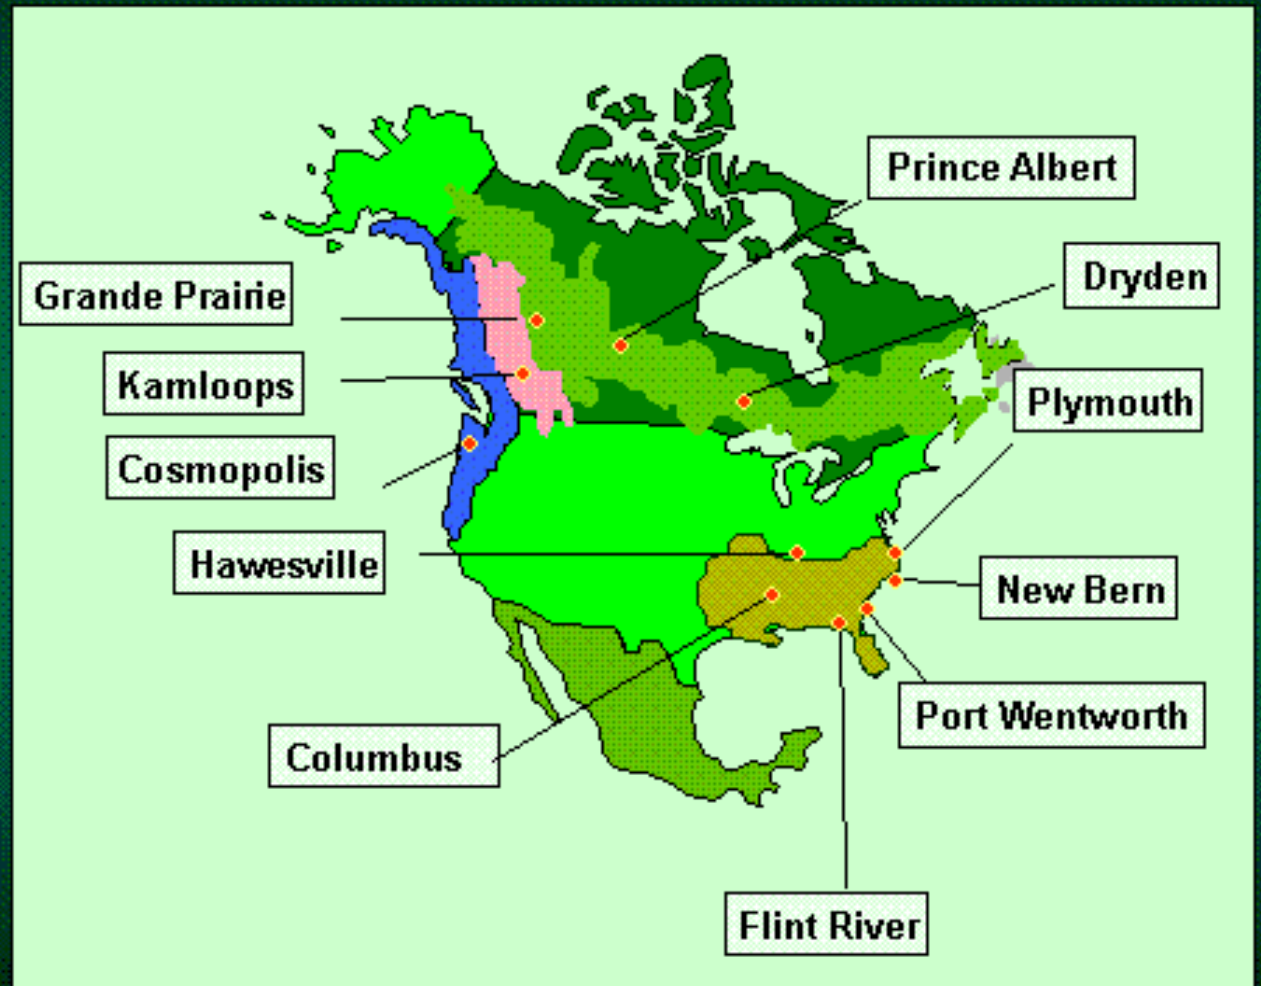 Prince Albert
Dryden
Grande Prairie
Kamloops
Plymouth
Cosmopolis
Hawesville
New Bern
Port Wentworth
Columbus
Flint River